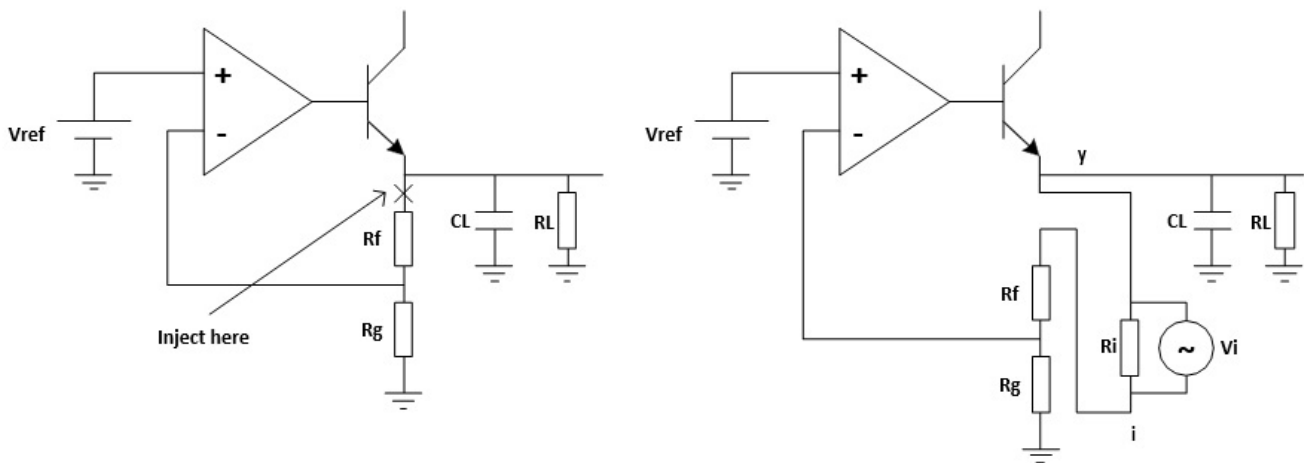 +
-
Vref
Rf
CL
RL
Inject here
Rg
+
-
Vref
y
CL
RL
Rf
Ri
~
Vi
Rg
i